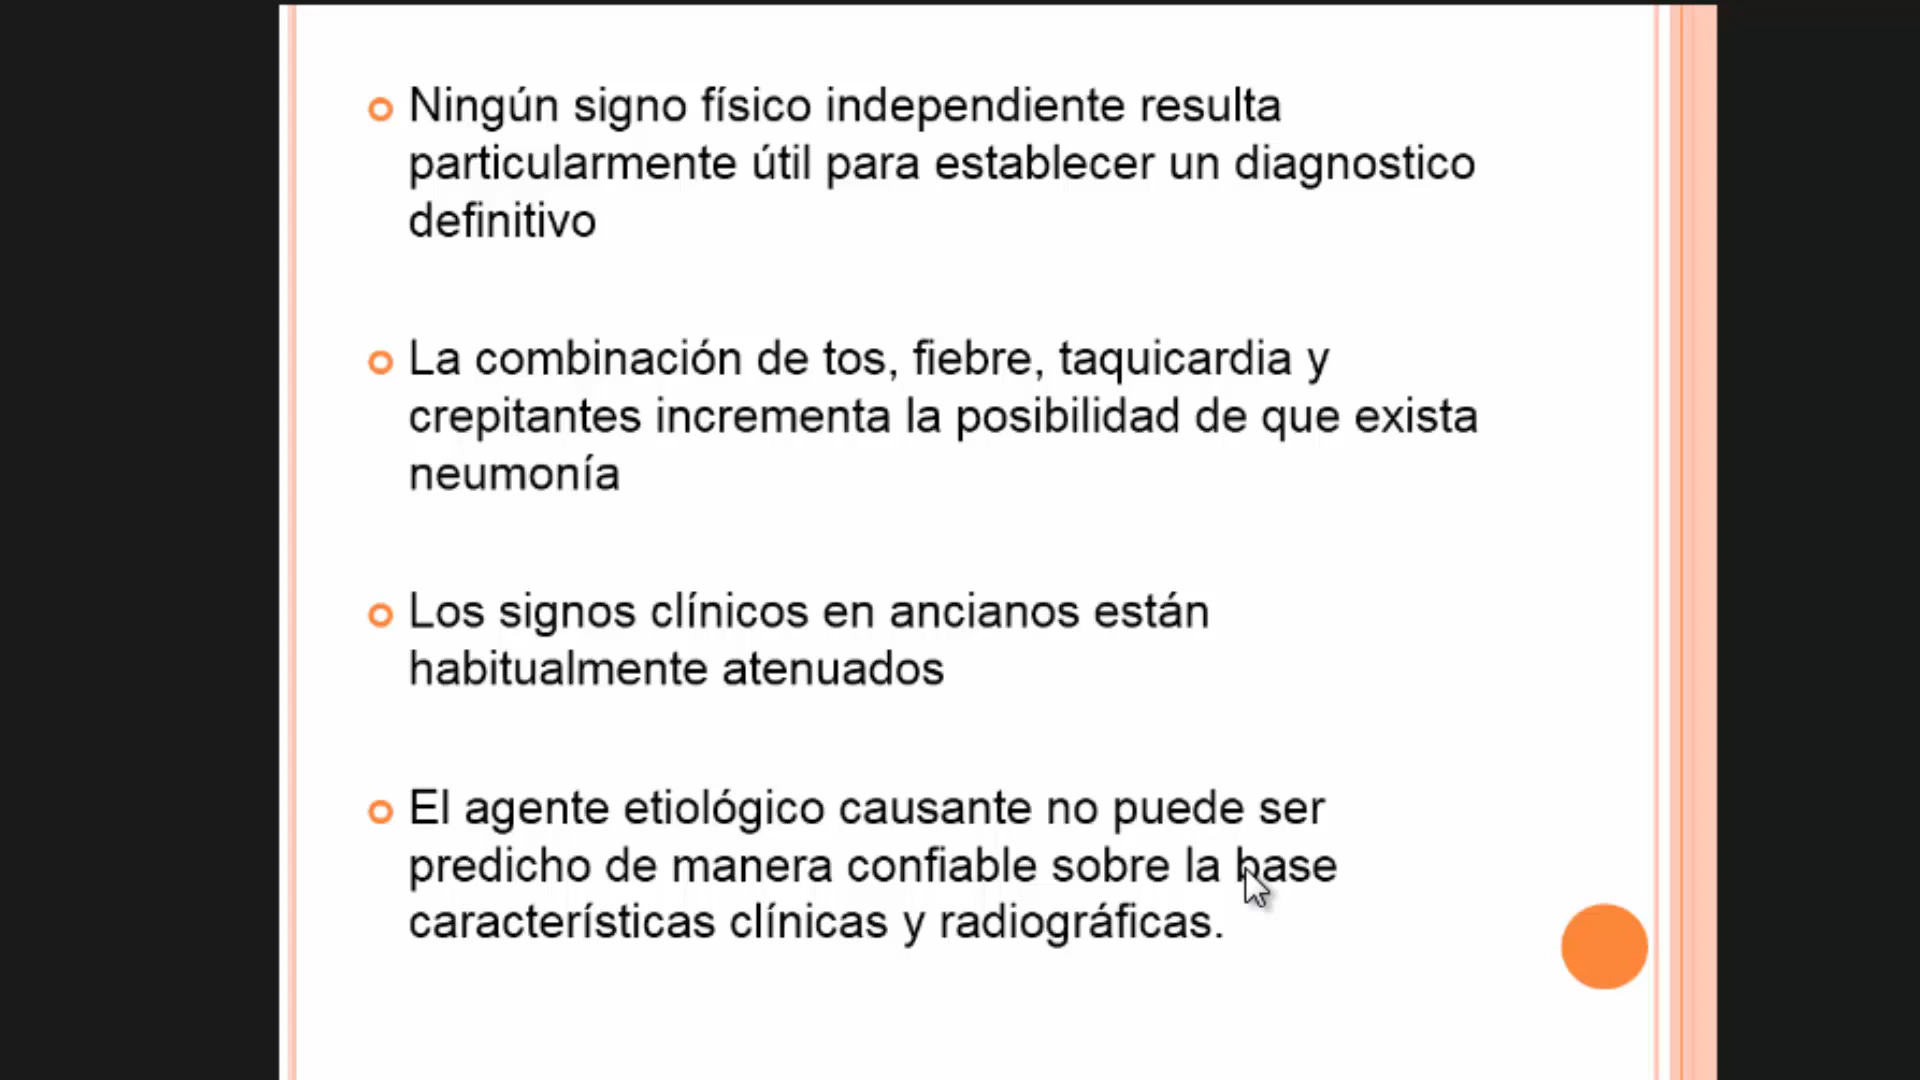 Ningún signo físico independiente resulta
particularmente útil para establecer un diagnostico
definitivo
La combinación de tos, fiebre, taquicardia y
crepitantes incrementa la posibilidad de que exista
neumonía
Los signos clínicos en ancianos están
habitualmente atenuados
El agente etiológico causante no puede ser
predicho de manera confiable sobre la base
características clínicas y radiográficas.